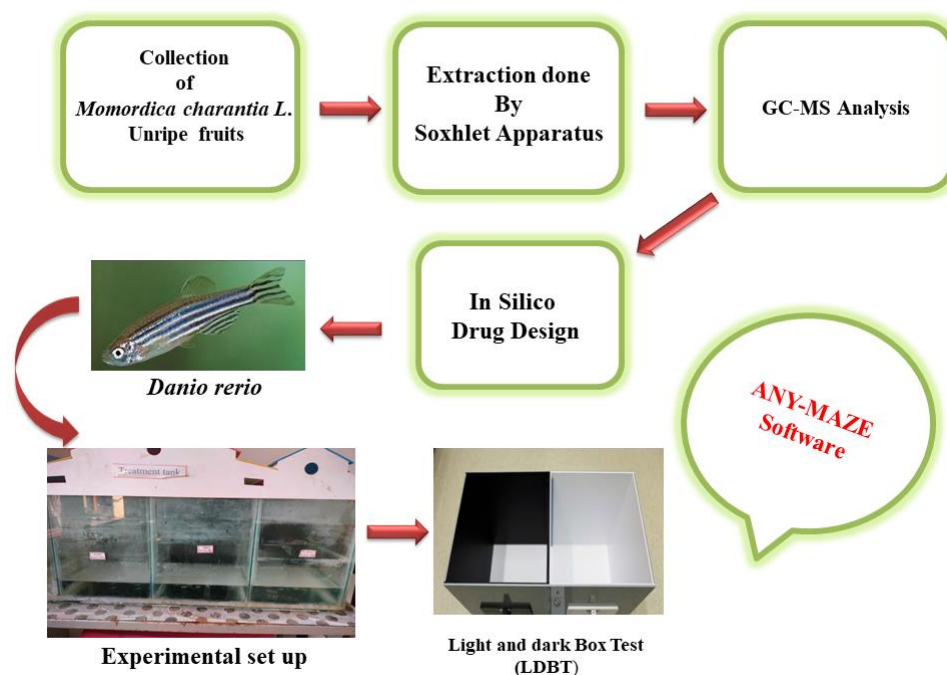 Collection
of
Momordica charantia L.
Unripe fruits
Extraction done
By
Soxhlet Apparatus
GC-MS Analysis
In Silico
Drug Design
Danio rerio
ANY-MAZE
Software
Treatment tank
Experimental set up
Light and dark Box Test
(LDBT)